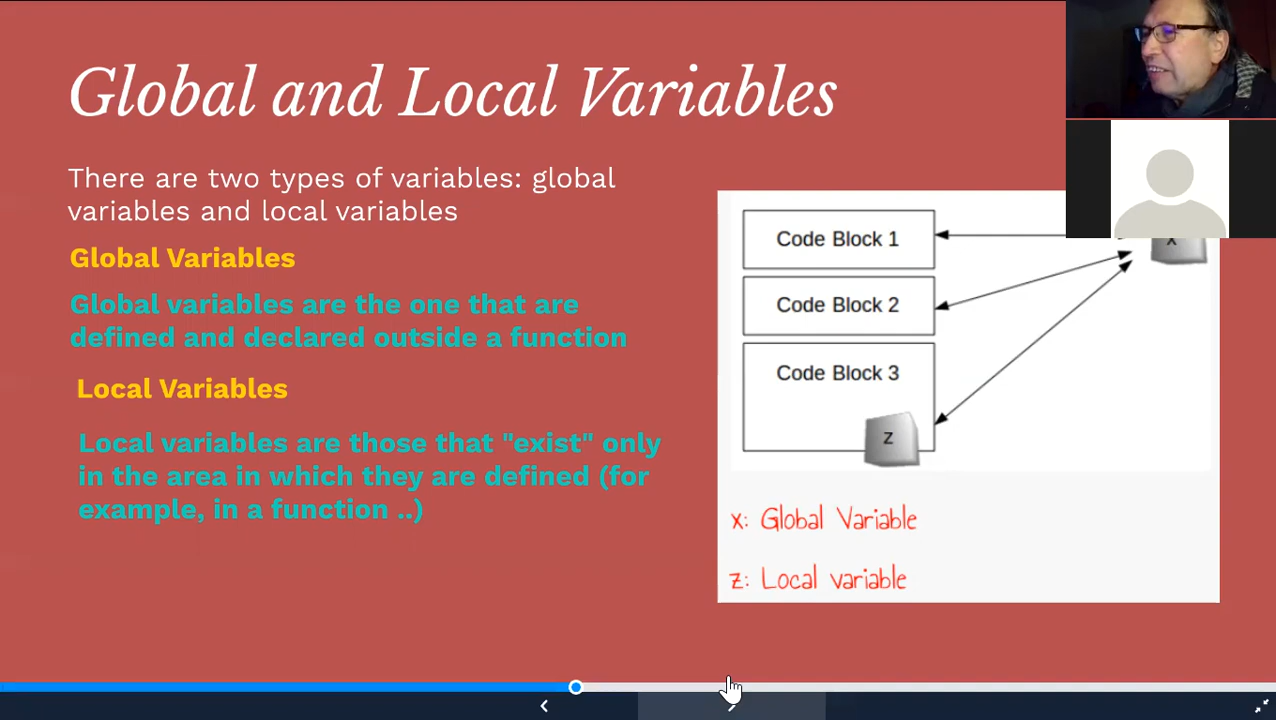 Global and Local Variables
There are two types of variables: global
variables and local variables
Global Variables
Global variables are the one that are
defined and declared outside a function
Local Variables
Local variables are those that "exist" only
in the area in which they are defined (for
example, in a function ..)
Code Block 1
x
Code Block 2
Code Block 3
z
x: Global Variable
z: Local variable